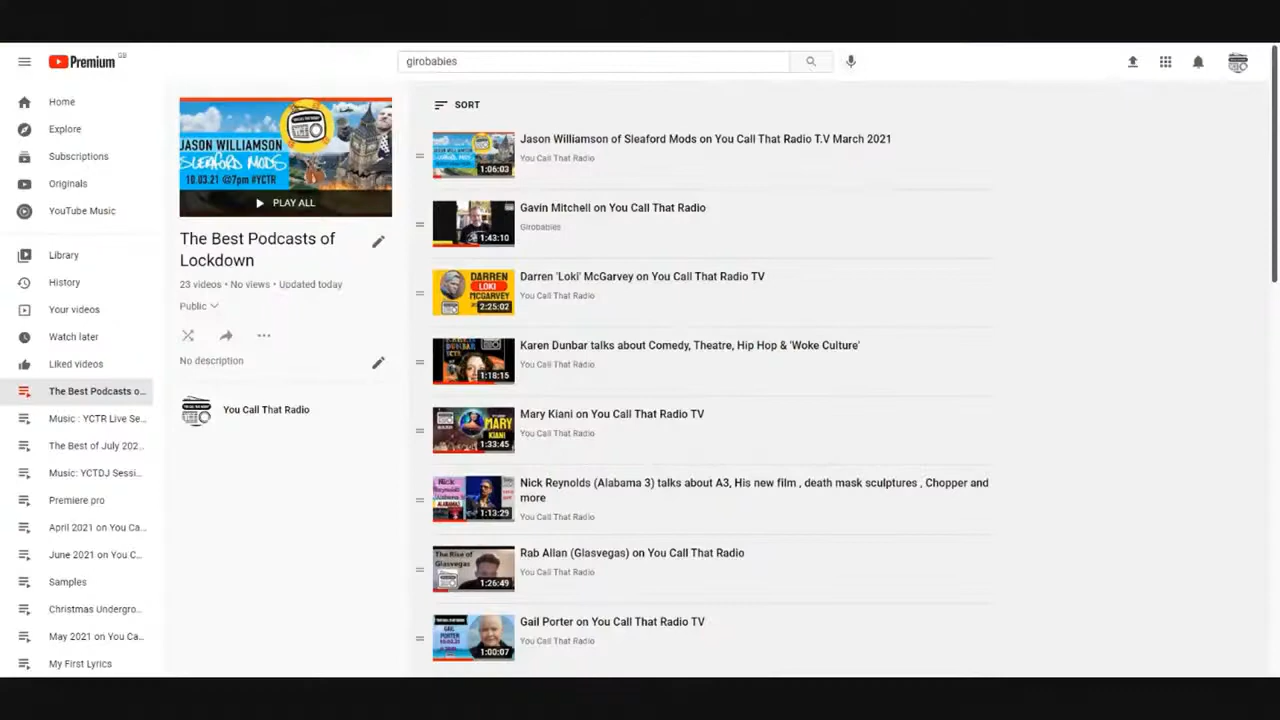 Premium GB
girobabies
Home
Explore
Subscriptions
Originals
YouTube Music
Library
History
Your videos
Watch later
Liked videos
The Best Podcasts o...
Music : YCTR Live Se...
The Best of July 202...
Music: YCTDJ Sessi...
Premiere pro
April 2021 on You Ca...
June 2021 on You C...
Samples
Christmas Undergro...
May 2021 on You Ca...
My First Lyrics
JASON WILLIAMSON
SLEAFORD MODS
10.03.21 @7pm #YCTR
PLAY ALL
The Best Podcasts of
Lockdown
23 videos • No views • Updated today
Public
No description
You Call That Radio
SORT
1:06:03
Jason Williamson of Sleaford Mods on You Call That Radio T.V March 2021
You Call That Radio
1:43:10
Gavin Mitchell on You Call That Radio
Girobabies
DARREN
LOKI
MCGARVEY
2:25:02
Darren 'Loki' McGarvey on You Call That Radio TV
You Call That Radio
1:18:15
Karen Dunbar talks about Comedy, Theatre, Hip Hop & 'Woke Culture'
You Call That Radio
MARY
KIANI
1:33:45
Mary Kiani on You Call That Radio TV
You Call That Radio
Nick
Reynolds
1:13:29
Nick Reynolds (Alabama 3) talks about A3, His new film , death mask sculptures , Chopper and
more
You Call That Radio
The Rise of
Glasvegas
1:26:49
Rab Allan (Glasvegas) on You Call That Radio
You Call That Radio
GAIL
PORTER
1:00:07
Gail Porter on You Call That Radio TV
You Call That Radio